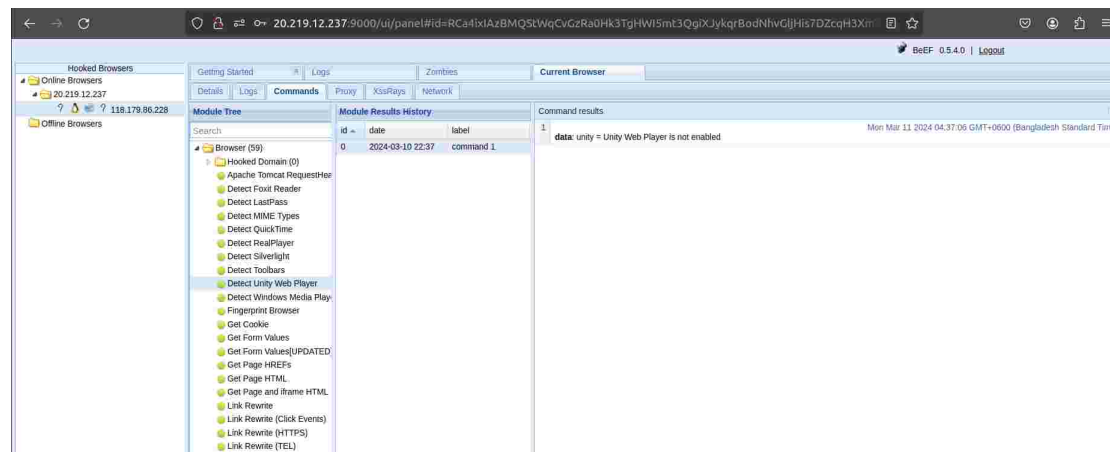 20.219.12.237:9000/ui/panel#id=RCa4ixIAzBMQStWqCvGzRa0Hk3TgHWI5mt3QgiXJykqrBodNhvGljHis7DZcqH3Xm
BeEF 0.5.4.0 | Logout
Hooked Browsers
Online Browsers
20.219.12.237
? ? 118.179.86.228
Offline Browsers
Getting Started Logs Zombies Current Browser
Details Logs Commands Proxy XssRays Network
Module Tree
Search
Browser (59)
Hooked Domain (0)
Apache Tomcat RequestHea
Detect Foxit Reader
Detect LastPass
Detect MIME Types
Detect QuickTime
Detect RealPlayer
Detect Silverlight
Detect Toolbars
Detect Unity Web Player
Detect Windows Media Play
Fingerprint Browser
Get Cookie
Get Form Values
Get Form Values[UPDATED]
Get Page HREFs
Get Page HTML
Get Page and iframe HTML
Link Rewrite
Link Rewrite (Click Events)
Link Rewrite (HTTPS)
Link Rewrite (TEL)
Module Results History
id date label
0 2024-03-10 22:37 command 1
Command results
1 Mon Mar 11 2024 04:37:06 GMT+0600 (Bangladesh Standard Tim
data: unity = Unity Web Player is not enabled